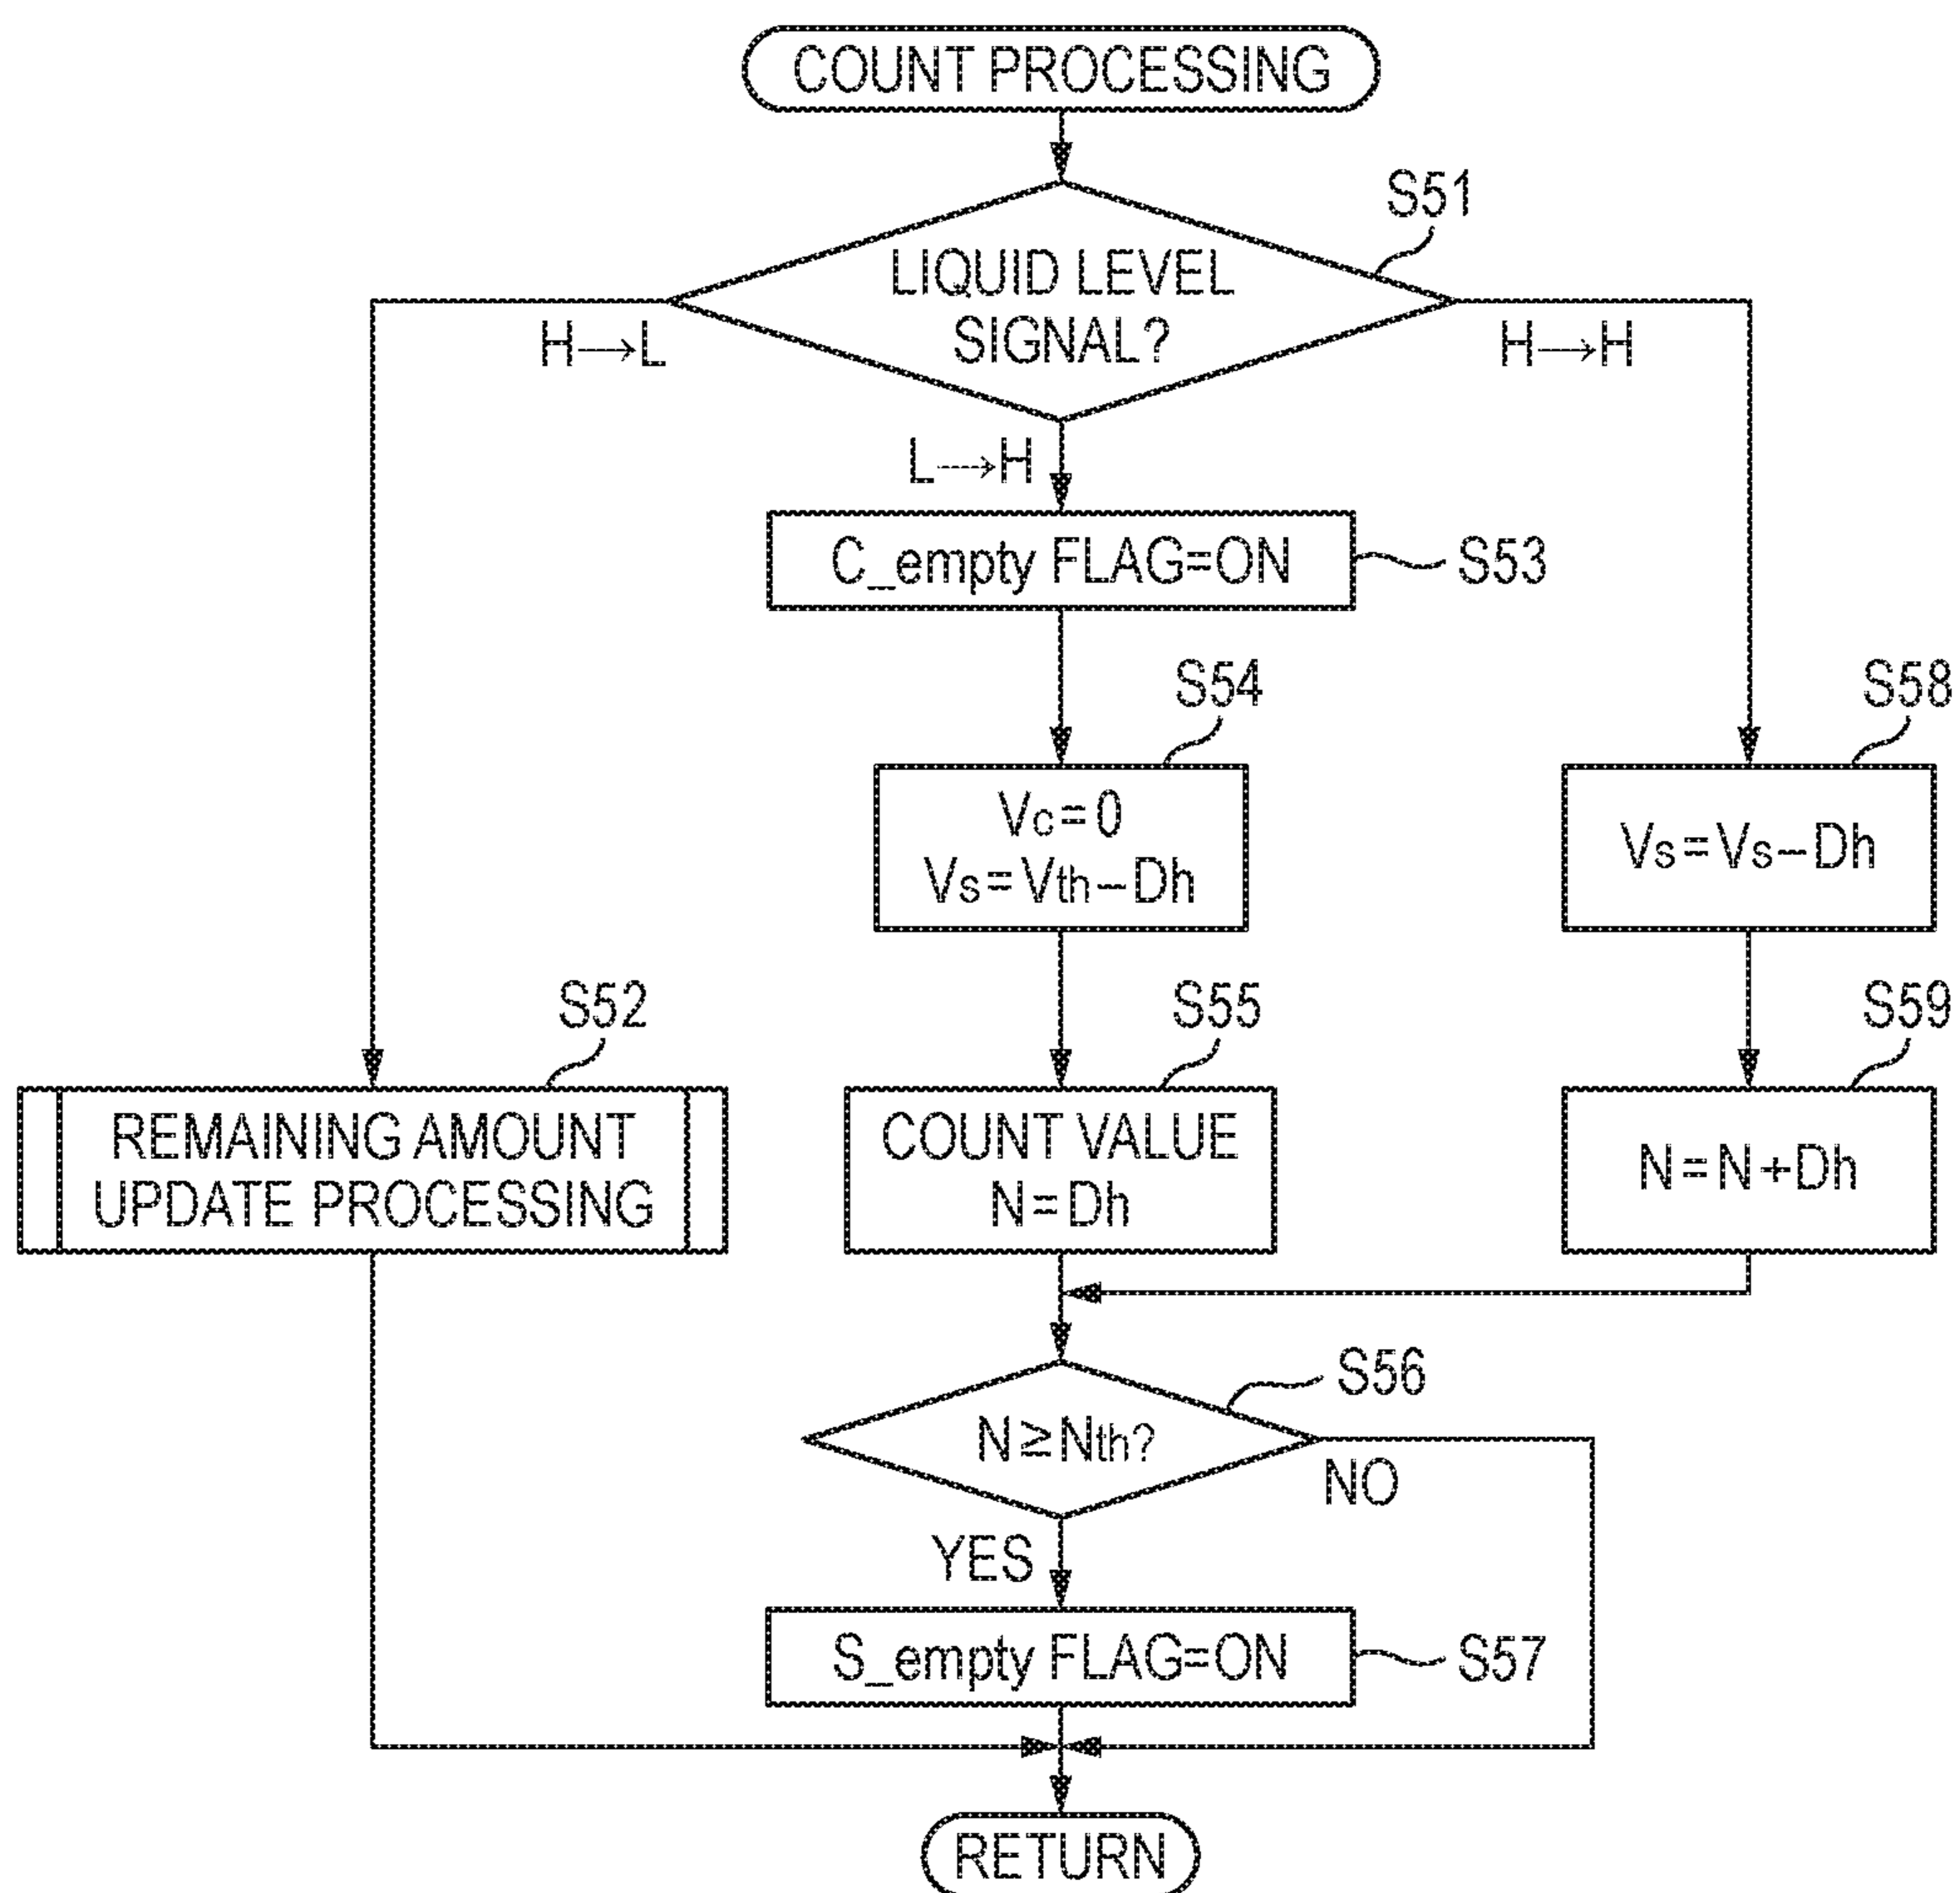 COUNT PROCESSING
S51
LIQUID LEVEL
SIGNAL?
H→L
H→H
L→H
C_empty FLAG=ON
S53
S54
S58
Vc=0
Vs=Vth-Dh
Vs=Vs-Dh
S52
S55
S59
REMAINING AMOUNT
UPDATE PROCESSING
COUNT VALUE
N=Dh
N=N+Dh
S56
N≥Nth?
NO
YES
S_empty FLAG=ON
S57
RETURN